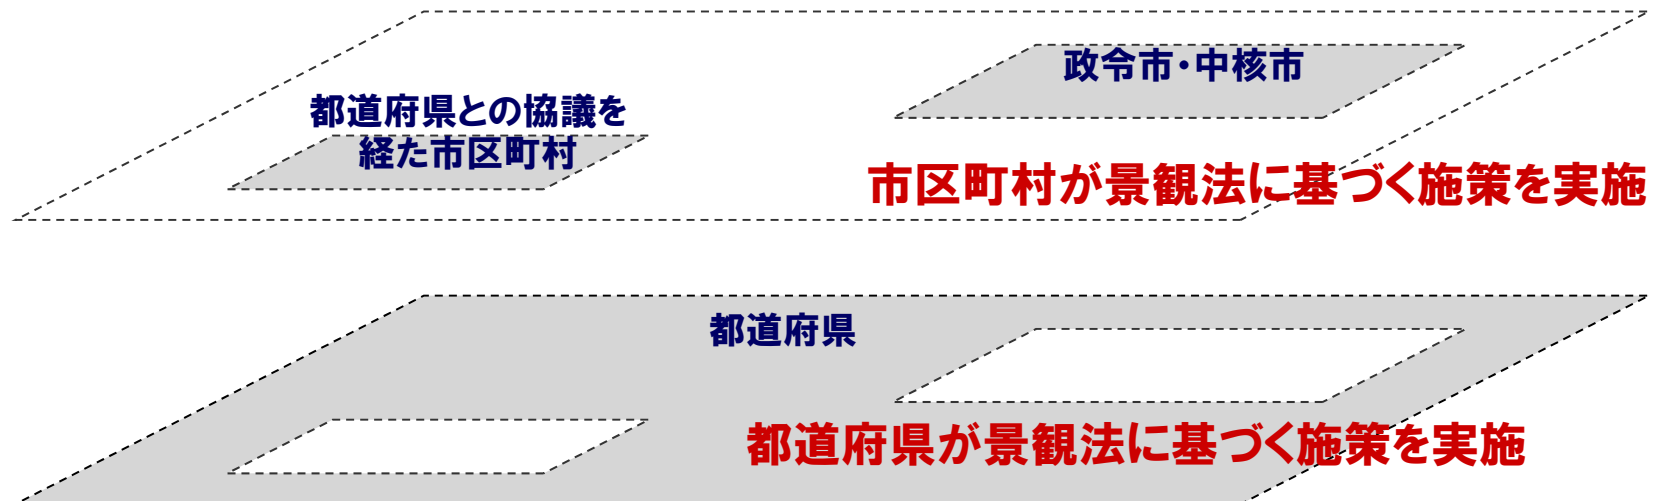 政令市・中核市
都道府県との協議を
経た市区町村
市区町村が景観法に基づく施策を実施
都道府県
都道府県が景観法に基づく施策を実施